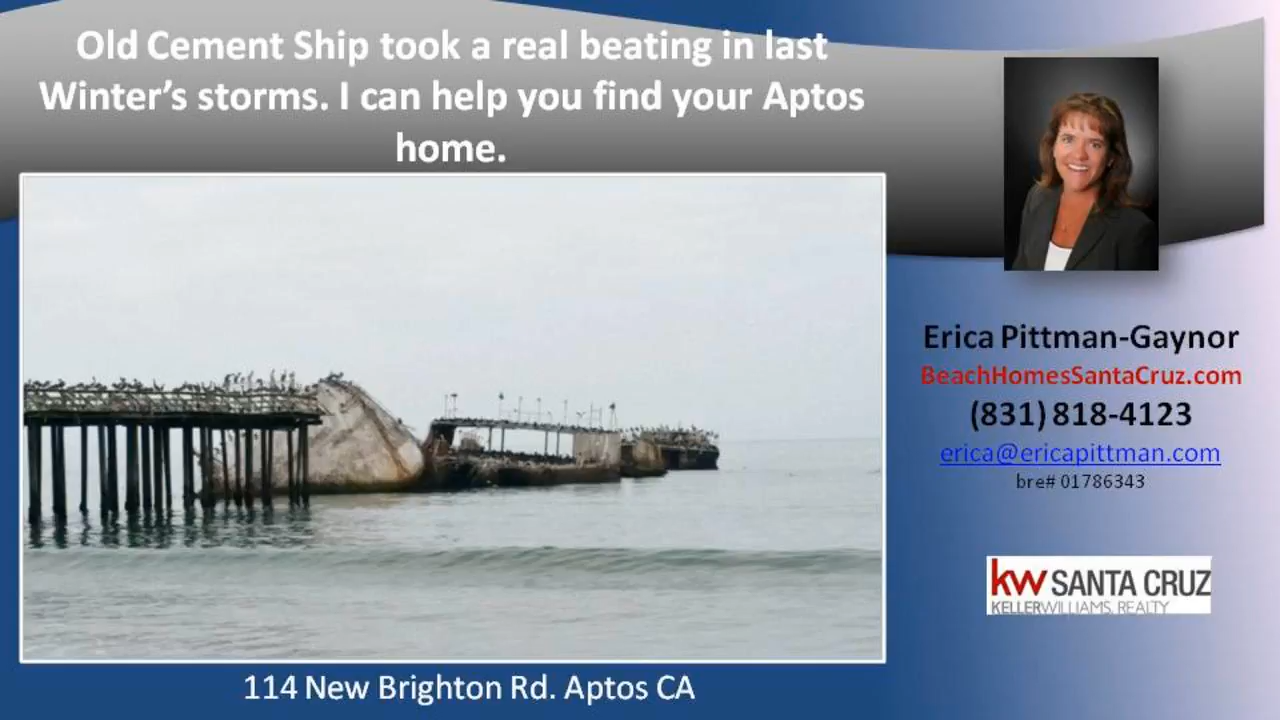 Old Cement Ship took a real beating in last
Winter's storms. I can help you find your Aptos
home.
Erica Pittman-Gaynor
BeachHomesSantaCruz.com
(831) 818-4123
erica@ericapittman.com
bre# 01786343
kw SANTA CRUZ
KELLERWILLIAMS. REALTY
114 New Brighton Rd. Aptos CA